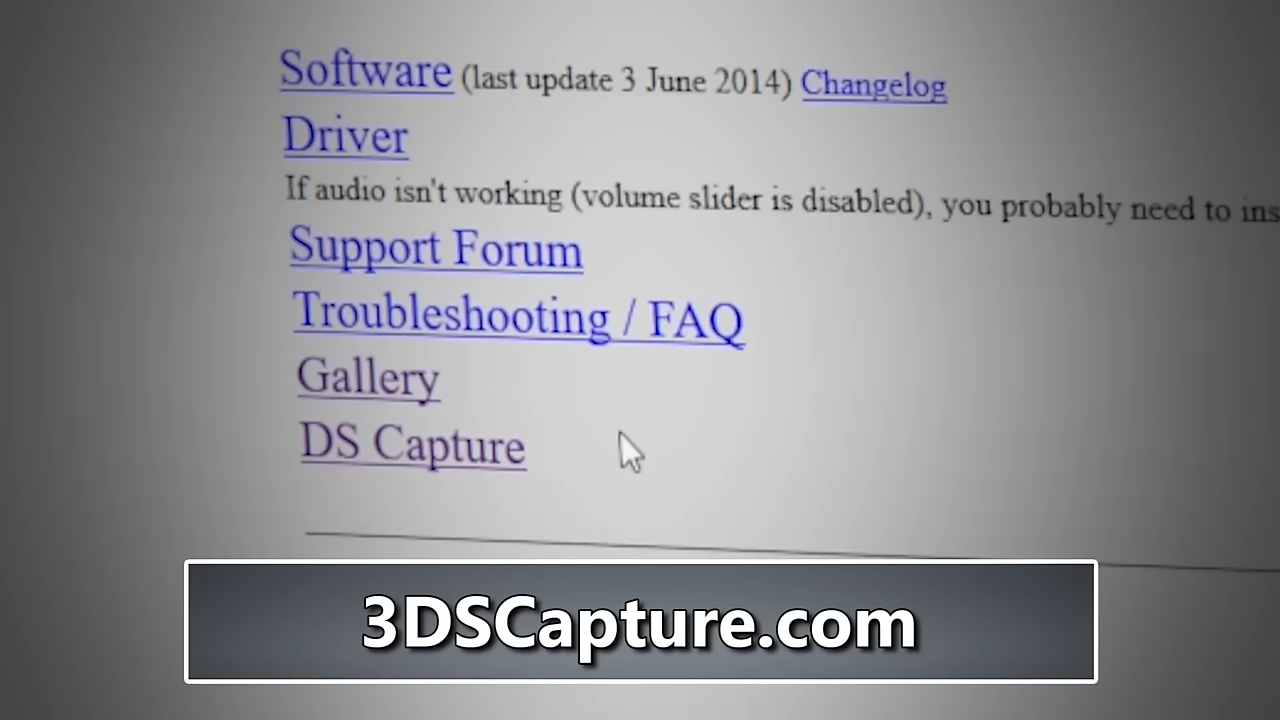 Software (last update 3 June 2014) Changelog
Driver
If audio isn't working (volume slider is disabled), you probably need to
Support Forum
Troubleshooting / FAQ
Gallery
DS Capture
3DSCapture.com